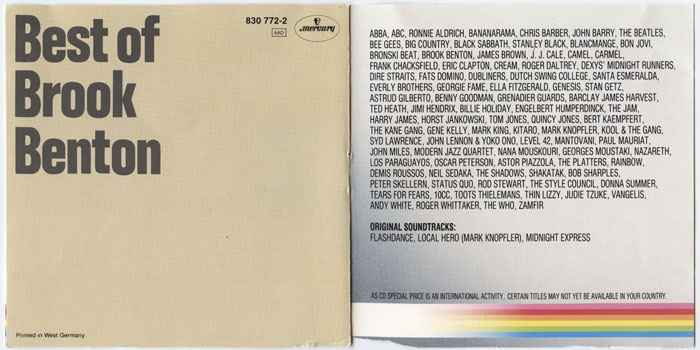 Best of
Brook
Benton
830 772-2
AAD
mercury
Printed in West Germany
ABBA, ABC, RONNIE ALDRICH, BANANARAMA, CHRIS BARBER, JOHN BARRY, THE BEATLES,
BEE GEES, BIG COUNTRY, BLACK SABBATH, STANLEY BLACK, BLANCMANGE, BON JOVI,
BRONSKI BEAT, BROOK BENTON, JAMES BROWN, J. J. CALE, CAMEL, CARMEL,
FRANK CHACKSFIELD, ERIC CLAPTON, CREAM, ROGER DALTREY, DEXYS' MIDNIGHT RUNNERS,
DIRE STRAITS, FATS DOMINO, DUBLINERS, DUTCH SWING COLLEGE, SANTA ESMERALDA,
EVERLY BROTHERS, GEORGIE FAME, ELLA FITZGERALD, GENESIS, STAN GETZ,
ASTRUD GILBERTO, BENNY GOODMAN, GRENADIER GUARDS, BARCLAY JAMES HARVEST,
TED HEATH, JIMI HENDRIX, BILLIE HOLIDAY, ENGELBERT HUMPERDINCK, THE JAM,
HARRY JAMES, HORST JANKOWSKI, TOM JONES, QUINCY JONES, BERT KAEMPFERT,
THE KANE GANG, GENE KELLY, MARK KING, KITARO, MARK KNOPFLER, KOOL & THE GANG,
SYD LAWRENCE, JOHN LENNON & YOKO ONO, LEVEL 42, MANTOVANI, PAUL MAURIAT,
JOHN MILES, MODERN JAZZ QUARTET, NANA MOUSKOURI, GEORGES MOUSTAKI, NAZARETH,
LOS PARAGUAYOS, OSCAR PETERSON, ASTOR PIAZZOLA, THE PLATTERS, RAINBOW,
DEMIS ROUSSOS, NEIL SEDAKA, THE SHADOWS, SHAKATAK, BOB SHARPLES,
PETER SKELLERN, STATUS QUO, ROD STEWART, THE STYLE COUNCIL, DONNA SUMMER,
TEARS FOR FEARS, 10CC, TOOTS THIELEMANS, THIN LIZZY, JUDIE TZUKE, VANGELIS,
ANDY WHITE, ROGER WHITTAKER, THE WHO, ZAMFIR
ORIGINAL SOUNDTRACKS:
FLASHDANCE, LOCAL HERO (MARK KNOPFLER), MIDNIGHT EXPRESS
AS CD SPECIAL PRICE IS AN INTERNATIONAL ACTIVITY, CERTAIN TITLES MAY NOT YET BE AVAILABLE IN YOUR COUNTRY.